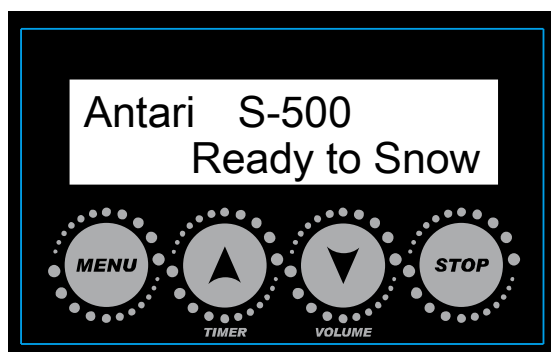 Antari S-500
Ready to Snow
MENU
STOP
TIMER
VOLUME